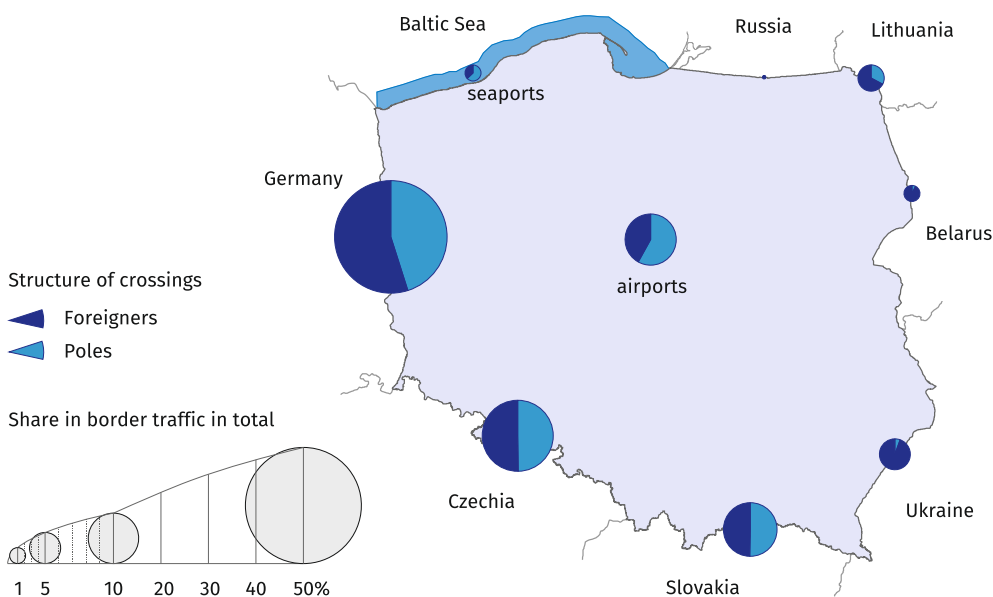 Baltic Sea
Russia
Lithuania
seaports
Germany
Belarus
airports
Structure of crossings
Foreigners
Poles
Share in border traffic in total
Czechia
Ukraine
Slovakia
1 5 10 20 30 40 50%